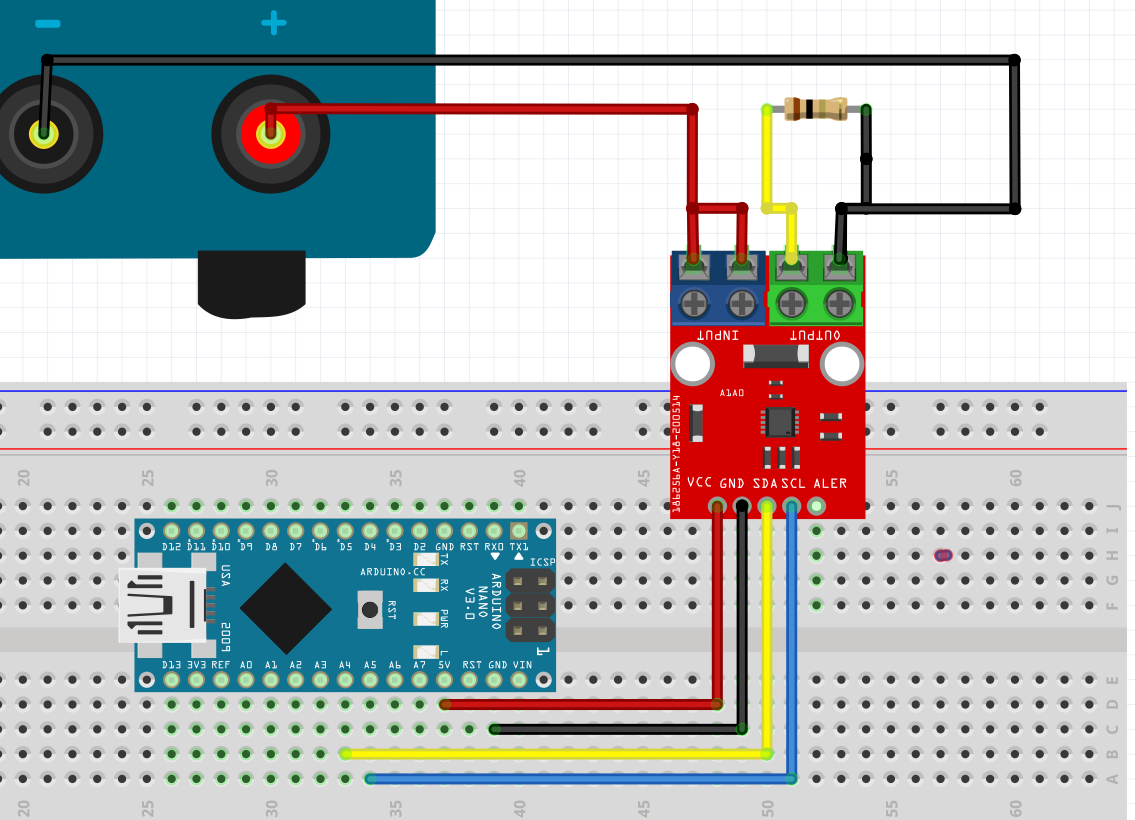 − +
INPUT OUTPUT
A1A0
186256A-Y18-200514
VCC GND SDA SCL ALER
20 25 30 35 40 45 50 55 60
J
I
H
G
F
D12 D11 D10 D9 D8 D7 D6 D5 D4 D3 D2 GND RST RX0 TX1
TX
ICSP
ARDUINO.CC
RX
USA
2009
RST
ARDUINO
NANO
V3.0
PWR
L
1
D13 3V3 REF A0 A1 A2 A3 A4 A5 A6 A7 5V RST GND VIN
E
D
C
B
A
20 25 30 35 40 45 50 55 60